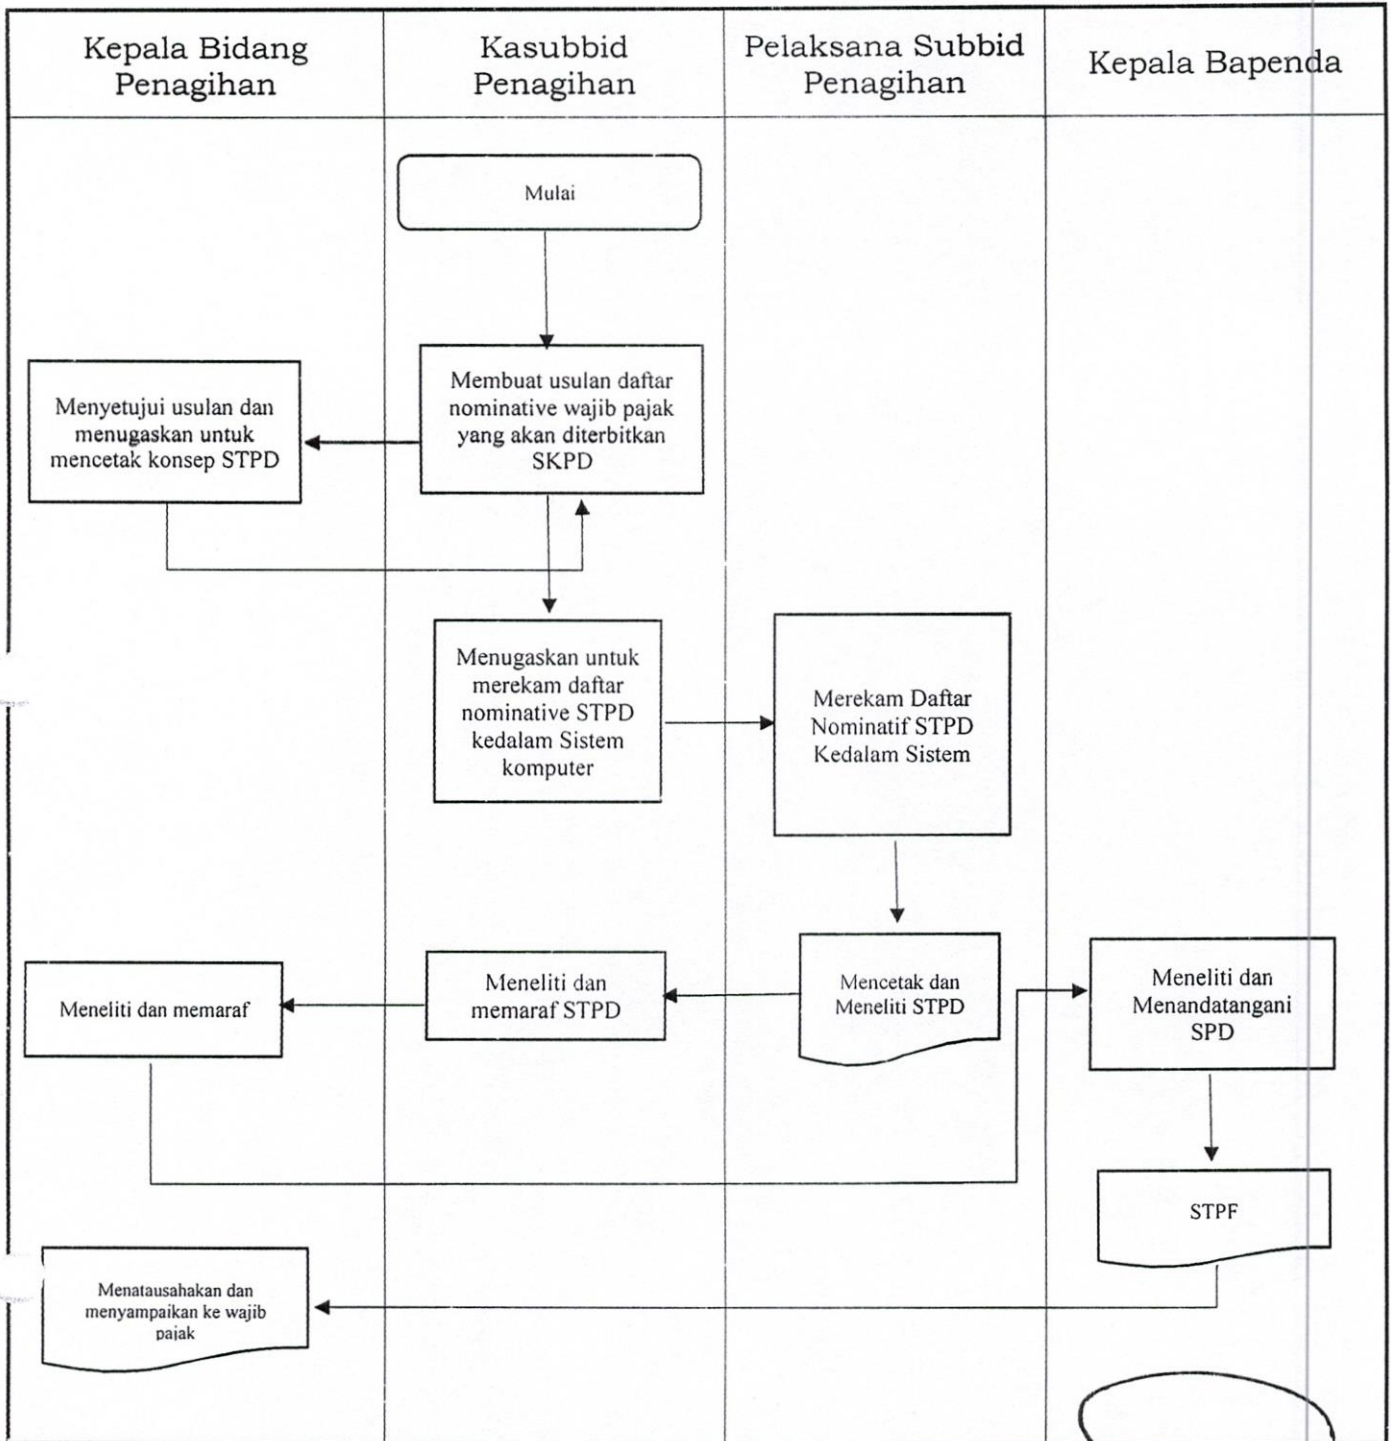 Kepala Bidang
Penagihan
Kasubbid
Penagihan
Pelaksana Subbid
Penagihan
Kepala Bapenda
Mulai
Membuat usulan daftar
nominative wajib pajak
yang akan diterbitkan
SKPD
Menyetujui usulan dan
menugaskan untuk
mencetak konsep STPD
Menugaskan untuk
merekam daftar
nominative STPD
kedalam Sistem
komputer
Merekam Daftar
Nominatif STPD
Kedalam Sistem
Mencetak dan
Meneliti STPD
Meneliti dan
memaraf STPD
Meneliti dan memaraf
Meneliti dan
Menandatangani
SPD
STPF
Menatausahakan dan
menyampaikan ke wajib
pajak